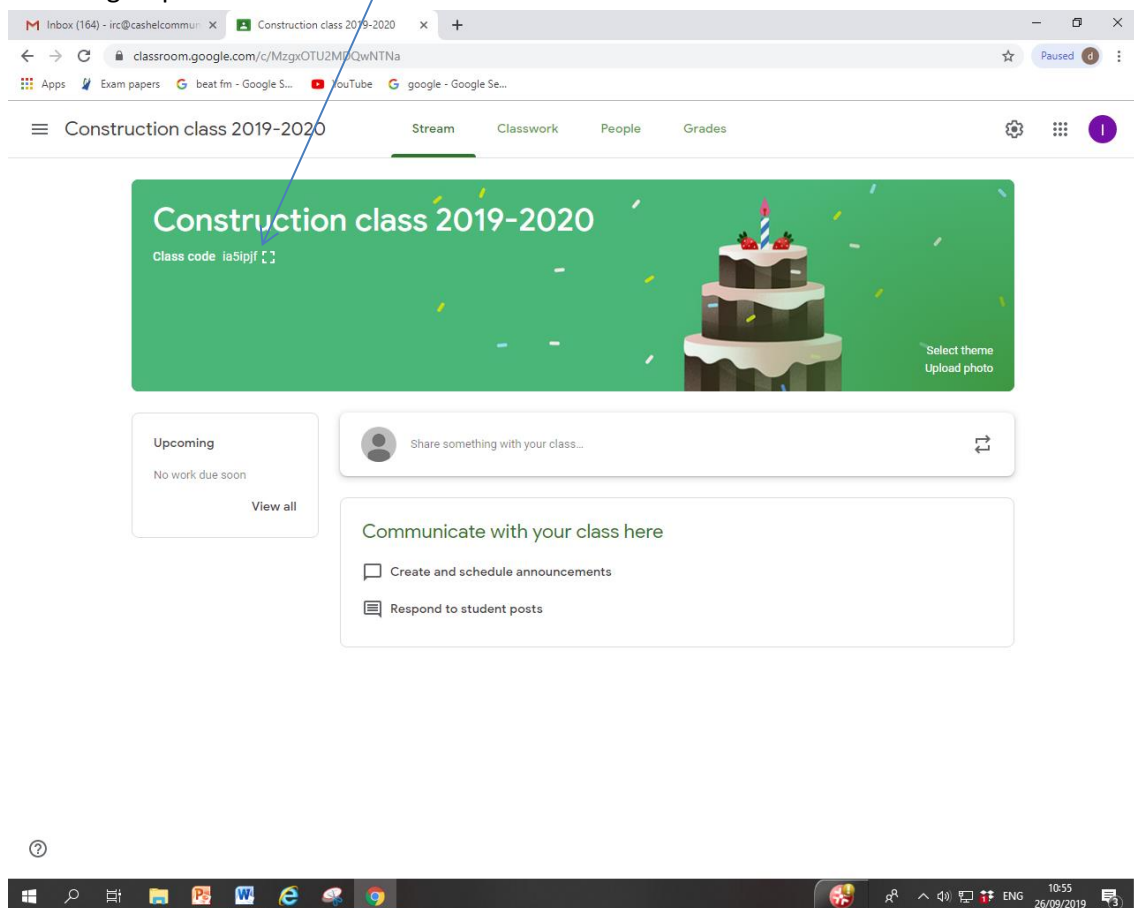 Inbox (164) - irc@cashelcommun
Construction class 2019-2020
classroom.google.com/c/MzgxOTU2MDQwNTNa
Paused d
Apps Exam papers beat fm - Google S... YouTube google - Google Se...
Construction class 2019-2020 Stream Classwork People Grades I
Construction class 2019-2020
Class code ia5ipjf
Select theme
Upload photo
Upcoming
No work due soon
View all
Share something with your class...
Communicate with your class here
Create and schedule announcements
Respond to student posts
ENG 10:55
26/09/2019 3